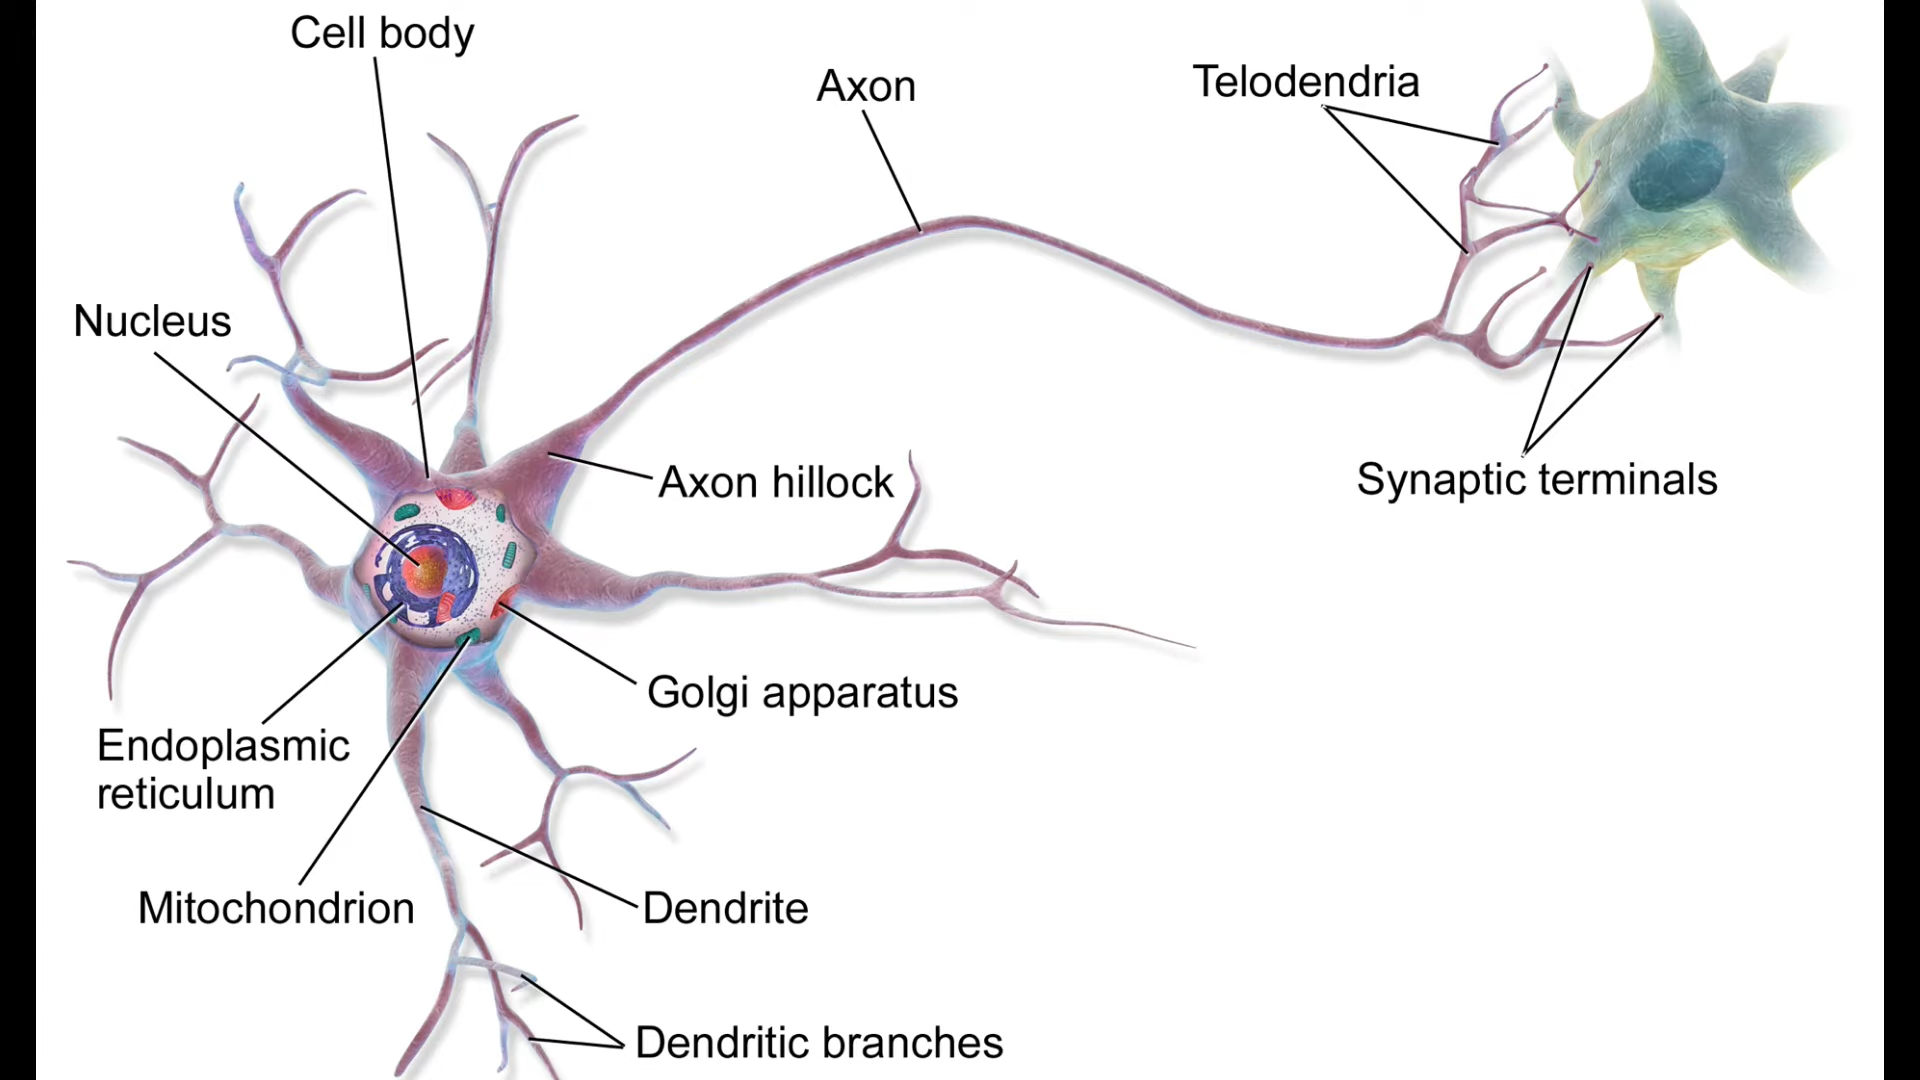 Cell body
Axon
Telodendria
Nucleus
Axon hillock
Synaptic terminals
Golgi apparatus
Endoplasmic
reticulum
Mitochondrion
Dendrite
Dendritic branches